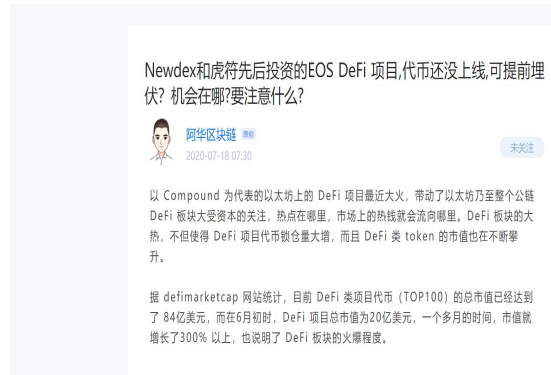 Newdex和虎符先后投资的EOS DeFi 项目,代币还没上线,可提前埋
伏？机会在哪?要注意什么?
阿华区块链 原创
2020-07-18 07:30
未关注
以 Compound 为代表的以太坊上的 DeFi 项目最近大火，带动了以太坊乃至整个公链
DeFi 板块大受资本的关注，热点在哪里，市场上的热钱就会流向哪里。DeFi 板块的大
热，不但使得 DeFi 项目代币锁仓量大增，而且 DeFi 类 token 的市值也在不断攀
升。
据 defimarketcap 网站统计，目前 DeFi 类项目代币（TOP100）的总市值已经达到
了 84亿美元，而在6月初时，DeFi 项目总市值为20亿美元，一个多月的时间，市值就
增长了300% 以上，也说明了 DeFi 板块的火爆程度。